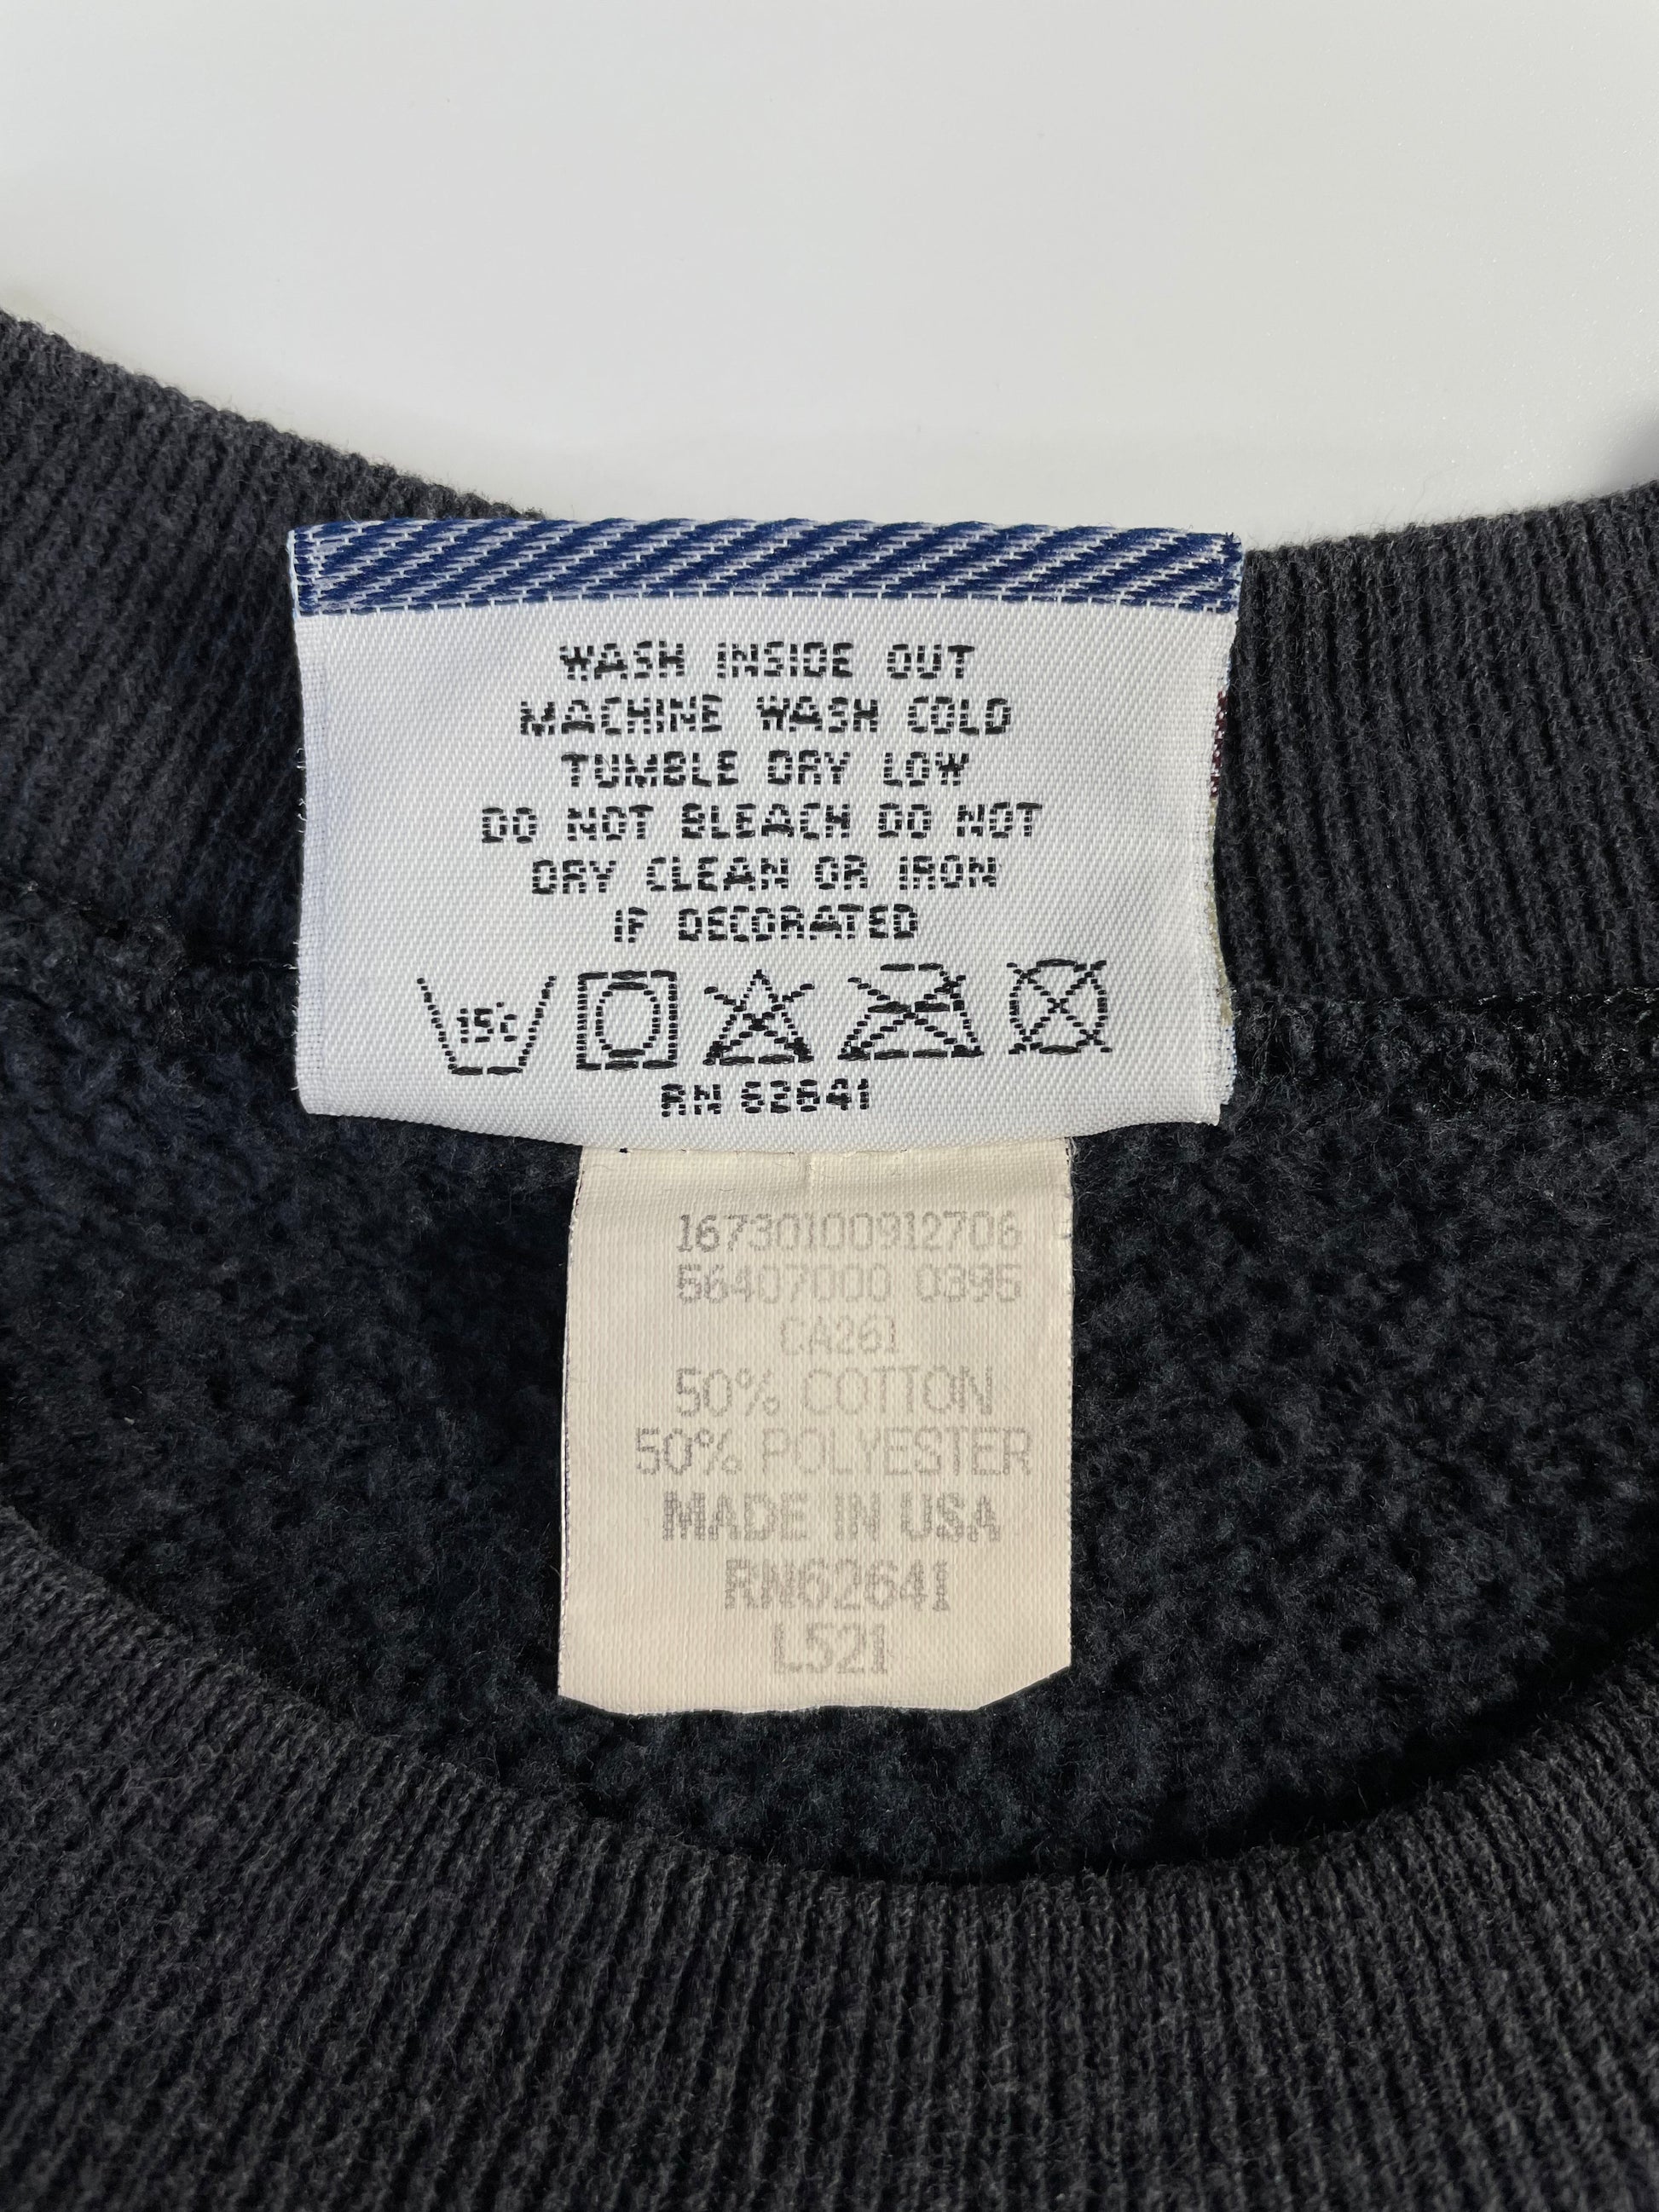 WASH INSIDE OUT
MACHINE WASH COLD
TUMBLE DRY LOW
DO NOT BLEACH DO NOT
DRY CLEAN OR IRON
IF DECORATED
15c
RN 62641
16730100912706
56407000 0395
CA261
50% COTTON
50% POLYESTER
MADE IN USA
RN62641
L521